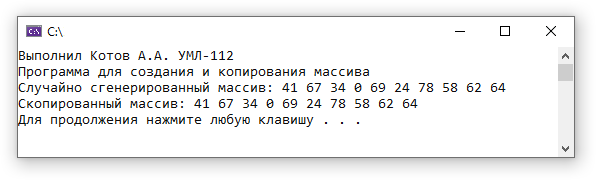 C:\
Выполнил Котов А.А. УМЛ-112
Программа для создания и копирования массива
Случайно сгенерированный массив: 41 67 34 0 69 24 78 58 62 64
Скопированный массив: 41 67 34 0 69 24 78 58 62 64
Для продолжения нажмите любую клавишу . . .